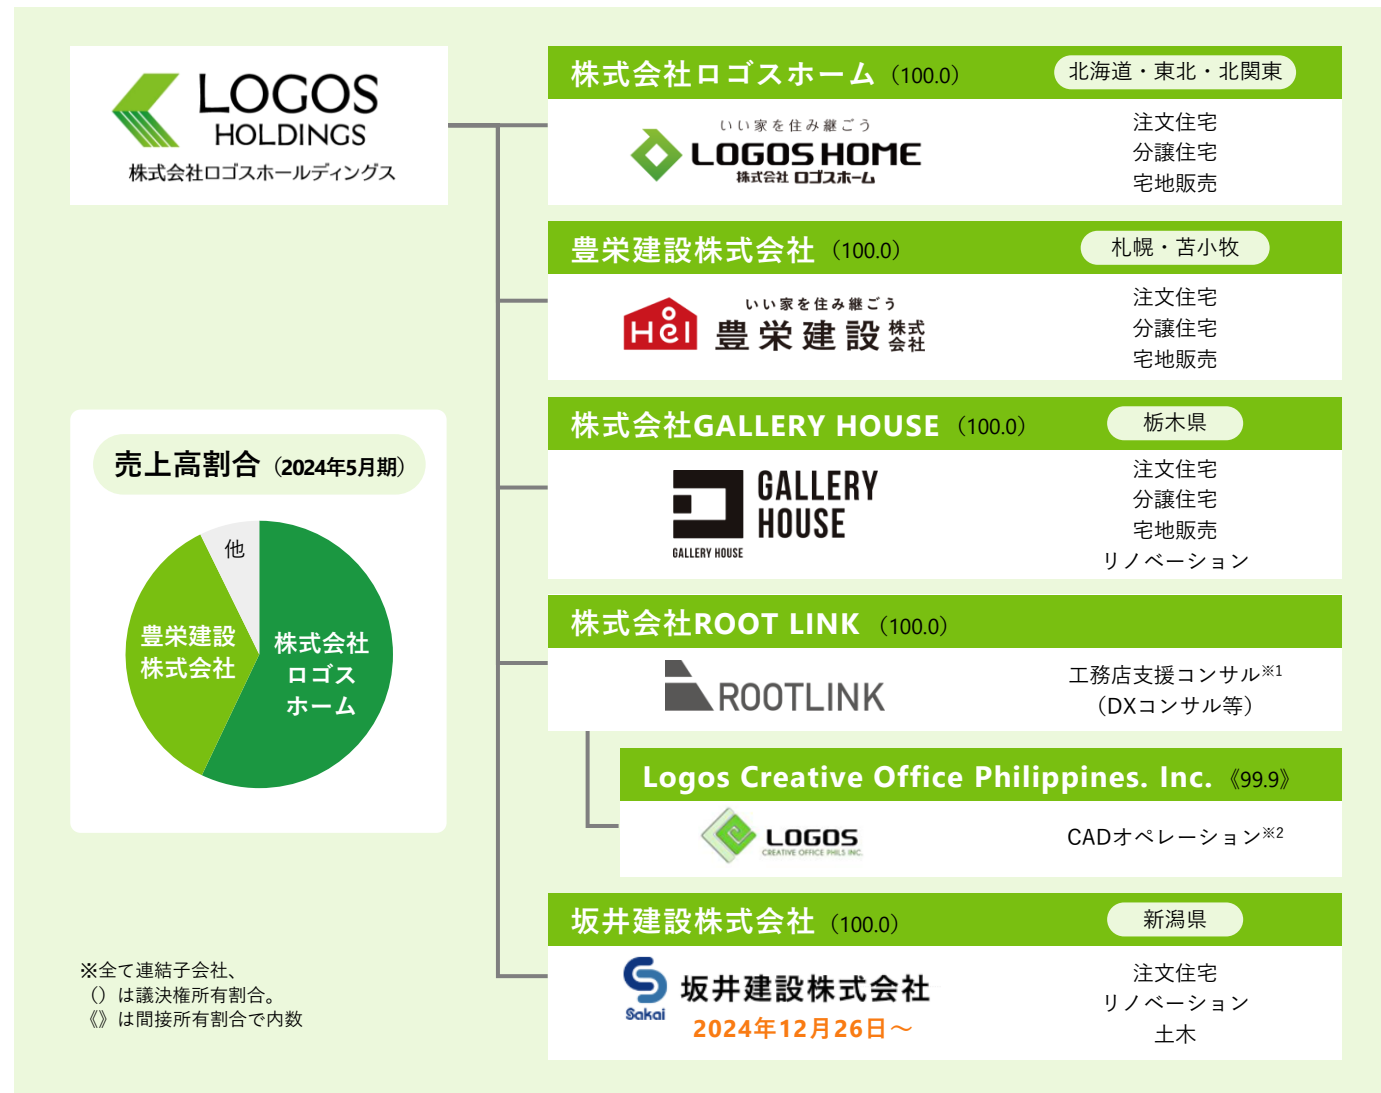 LOGOS
HOLDINGS
株式会社ロゴスホールディングス
株式会社ロゴスホーム（100.0）
北海道・東北・北関東
いい家を住み継ごう
LOGOS HOME
株式会社 ロゴスホーム
注文住宅
分譲住宅
宅地販売
豊栄建設株式会社（100.0）
札幌・苫小牧
いい家を住み継ごう
Hel
豊栄建設 株式会社
注文住宅
分譲住宅
宅地販売
株式会社GALLERY HOUSE（100.0）
栃木県
GALLERY
HOUSE
GALLERY HOUSE
注文住宅
分譲住宅
宅地販売
リノベーション
株式会社ROOT LINK（100.0）
ROOTLINK
工務店支援コンサル※1
（DXコンサル等）
Logos Creative Office Philippines. Inc.《99.9》
LOGOS
CREATIVE OFFICE PHILS INC.
CADオペレーション※2
坂井建設株式会社（100.0）
新潟県
Sakai
坂井建設株式会社
2024年12月26日～
注文住宅
リノベーション
土木
売上高割合（2024年5月期）
他
豊栄建設
株式会社
株式会社
ロゴス
ホーム
※全て連結子会社、
（）は議決権所有割合。
《》は間接所有割合で内数